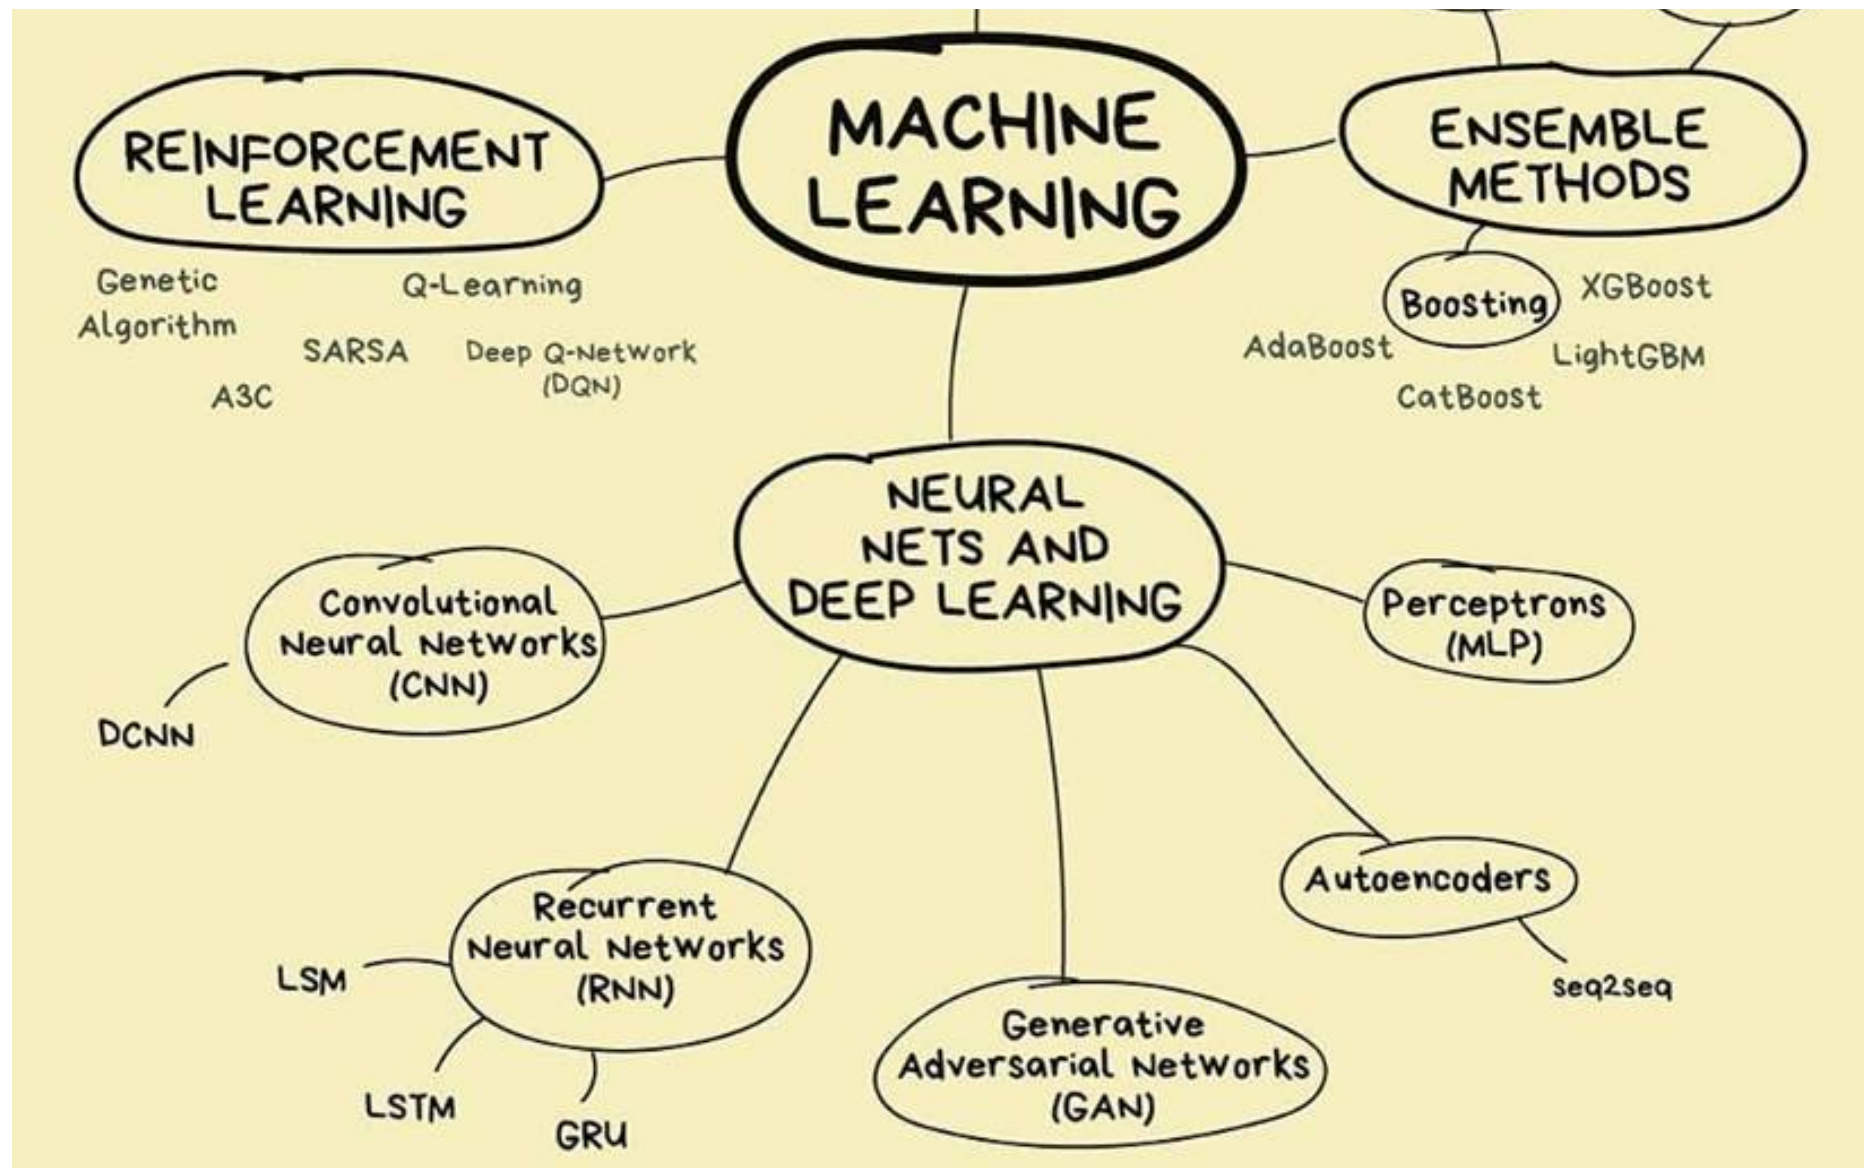 MACHINE
LEARNING
REINFORCEMENT
LEARNING
Genetic
Algorithm
Q-Learning
SARSA
Deep Q-Network
(DQN)
A3C
ENSEMBLE
METHODS
Boosting
XGBoost
AdaBoost
LightGBM
CatBoost
NEURAL
NETS AND
DEEP LEARNING
Convolutional
Neural Networks
(CNN)
DCNN
Perceptrons
(MLP)
Recurrent
Neural Networks
(RNN)
LSM
LSTM
GRU
Generative
Adversarial Networks
(GAN)
Autoencoders
seq2seq